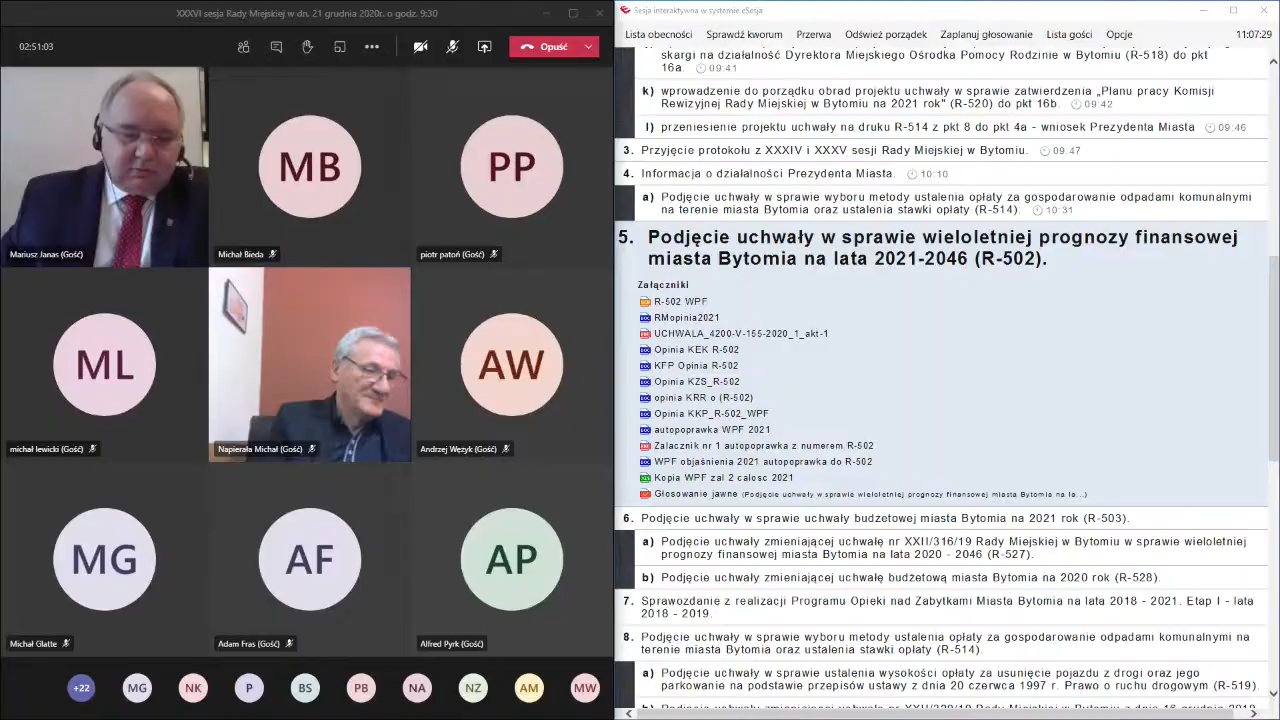 XXXVI sesja Rady Miejskiej w dn. 21 grudnia 2020r. o godz. 9:30
02:51:03
Opuść
Mariusz Janas (Gość)
MB
Michał Bieda
PP
piotr patoń (Gość)
ML
michał lewicki (Gość)
Napierała Michał (Gość)
AW
Andrzej Wężyk (Gość)
MG
Michał Glatte
AF
Adam Fras (Gość)
AP
Alfred Pyrk (Gość)
+22
MG
NK
P
BS
PB
NA
NZ
AM
MW
Sesja interaktywna w systemie eSesja
Lista obecności Sprawdź kworum Przerwa Odśwież porządek Zaplanuj głosowanie Lista gości Opcje 11:07:29
skargi na działalność Dyrektora Miejskiego Ośrodka Pomocy Rodzinie w Bytomiu (R-518) do pkt
16a. 09:41
k) wprowadzenie do porządku obrad projektu uchwały w sprawie zatwierdzenia „Planu pracy Komisji
Rewizyjnej Rady Miejskiej w Bytomiu na 2021 rok" (R-520) do pkt 16b. 09:42
l) przeniesienie projektu uchwały na druku R-514 z pkt 8 do pkt 4a - wniosek Prezydenta Miasta 09:46
3. Przyjęcie protokołu z XXXIV i XXXV sesji Rady Miejskiej w Bytomiu. 09:47
4. Informacja o działalności Prezydenta Miasta. 10:10
a) Podjęcie uchwały w sprawie wyboru metody ustalenia opłaty za gospodarowanie odpadami komunalnymi
na terenie miasta Bytomia oraz ustalenia stawki opłaty (R-514). 10:31
5. Podjęcie uchwały w sprawie wieloletniej prognozy finansowej
miasta Bytomia na lata 2021-2046 (R-502).
Załączniki
R-502 WPF
RMopinia2021
UCHWALA_4200-V-155-2020_1_akt-1
Opinia KEK R-502
KFP Opinia R-502
Opinia KZS_R-502
opinia KRR o (R-502)
Opinia KKP_R-502_WPF
autopoprawka WPF 2021
Zalacznik nr 1 autopoprawka z numerem R-502
WPF objaśnienia 2021 autopoprawka do R-502
Kopia WPF zal 2 calosc 2021
Głosowanie jawne (Podjęcie uchwały w sprawie wieloletniej prognozy finansowej miasta Bytomia na la...)
6. Podjęcie uchwały w sprawie uchwały budżetowej miasta Bytomia na 2021 rok (R-503).
a) Podjęcie uchwały zmieniającej uchwałę nr XXII/316/19 Rady Miejskiej w Bytomiu w sprawie wieloletniej
prognozy finansowej miasta Bytomia na lata 2020 - 2046 (R-527).
b) Podjęcie uchwały zmieniającej uchwałę budżetową miasta Bytomia na 2020 rok (R-528).
7. Sprawozdanie z realizacji Programu Opieki nad Zabytkami Miasta Bytomia na lata 2018 - 2021. Etap I - lata
2018 - 2019.
8. Podjęcie uchwały w sprawie wyboru metody ustalenia opłaty za gospodarowanie odpadami komunalnymi na
terenie miasta Bytomia oraz ustalenia stawki opłaty (R-514).
a) Podjęcie uchwały w sprawie ustalenia wysokości opłaty za usunięcie pojazdu z drogi oraz jego
parkowanie na podstawie przepisów ustawy z dnia 20 czerwca 1997 r. Prawo o ruchu drogowym (R-519).